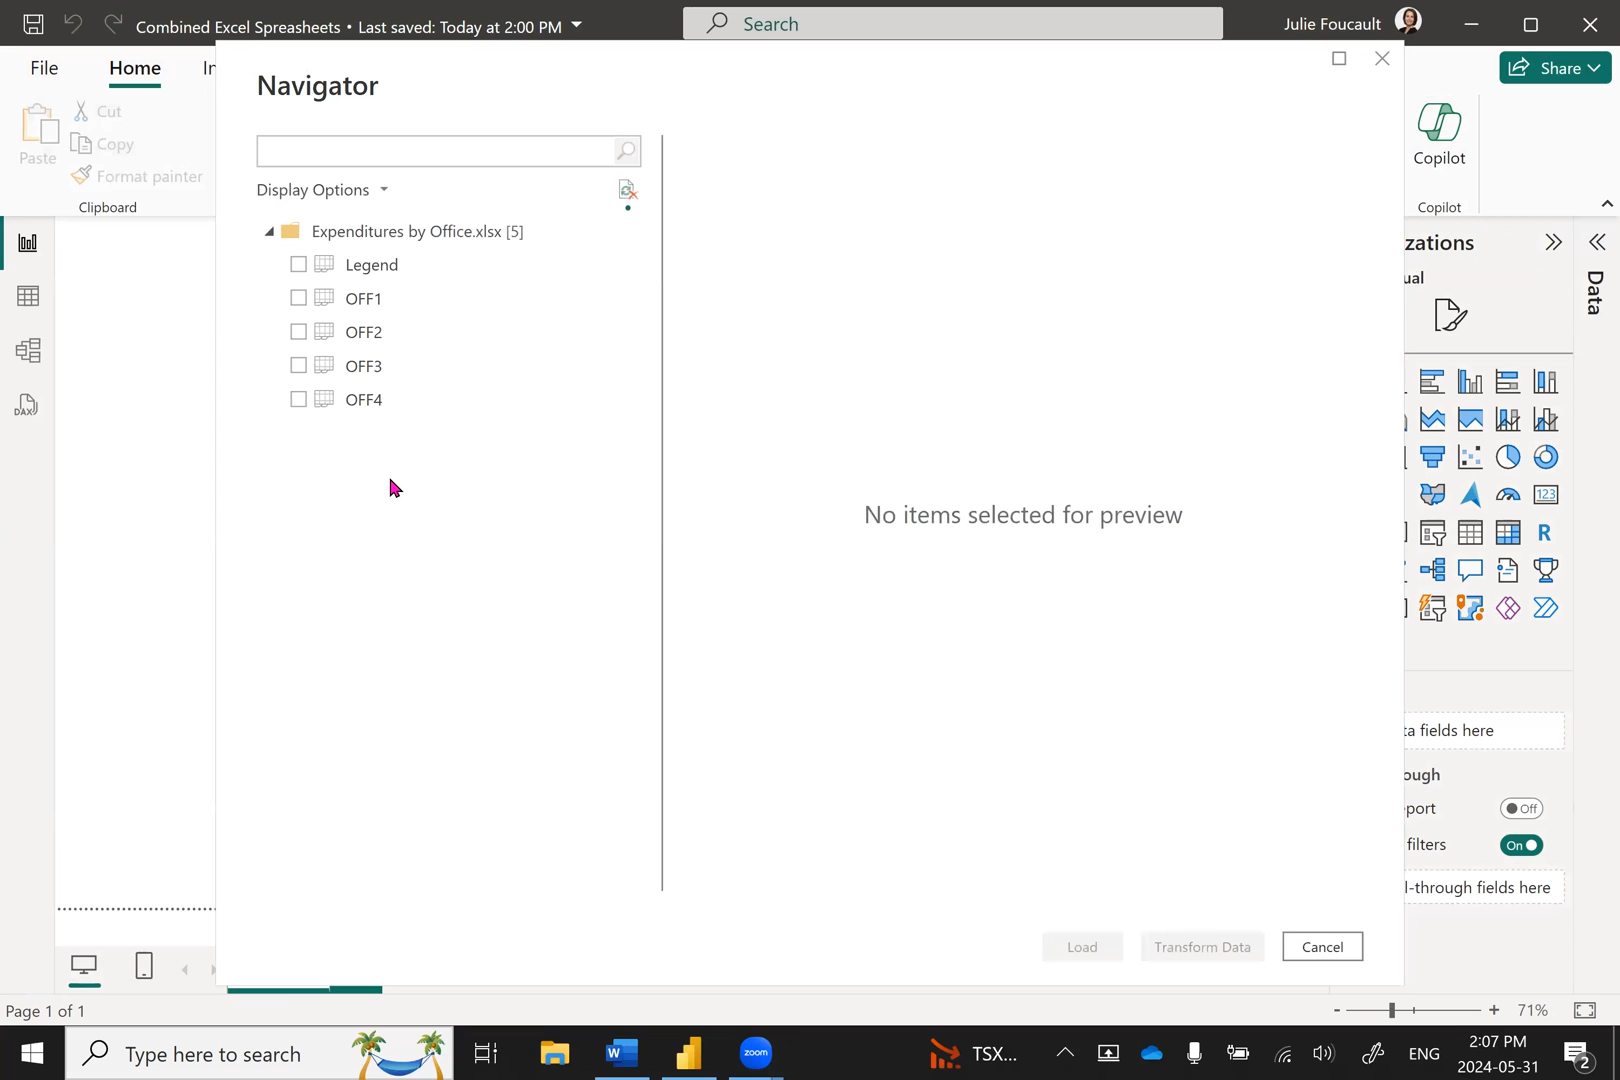 Combined Excel Spreasheets • Last saved: Today at 2:00 PM
Search
Julie Foucault
File
Home
In
Share
Paste
Cut
Copy
Format painter
Clipboard
Copilot
Copilot
Navigator
Display Options
Expenditures by Office.xlsx [5]
Legend
OFF1
OFF2
OFF3
OFF4
No items selected for preview
Load
Transform Data
Cancel
zations
ual
Data
123
R
ta fields here
ough
port
Off
filters
On
l-through fields here
DAX
Page 1 of 1
- + 71%
Type here to search
W
zoom
TSX...
ENG
2:07 PM
2024-05-31
2